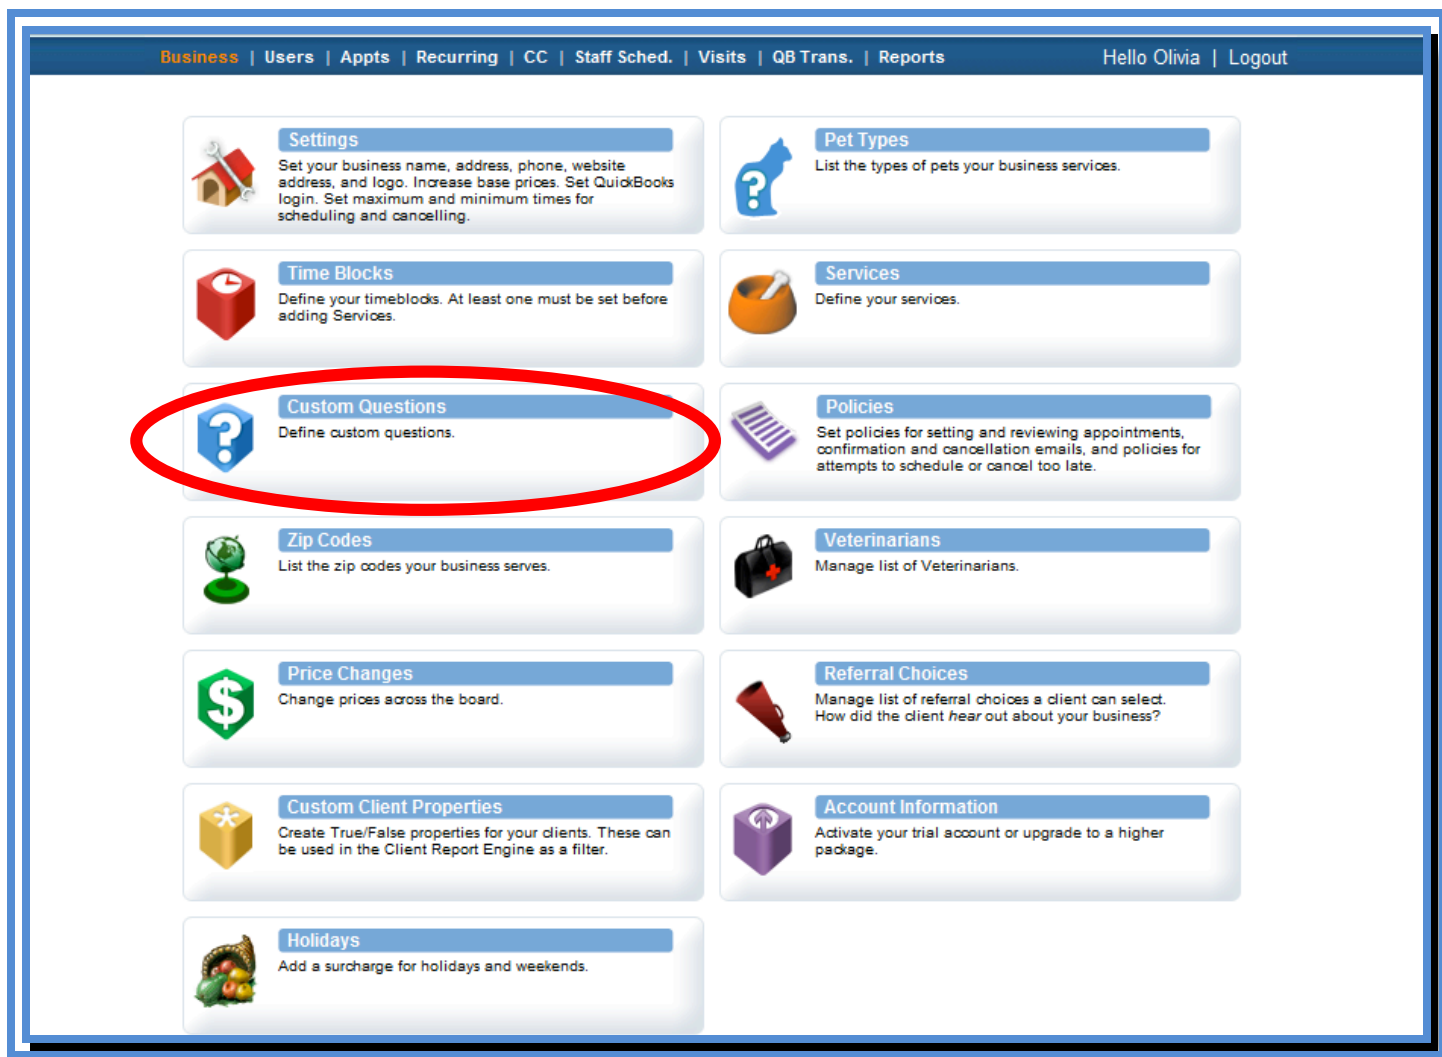 Business | Users | Appts | Recurring | CC | Staff Sched. | Visits | QB Trans. | Reports
Hello Olivia | Logout
Settings
Set your business name, address, phone, website
address, and logo. Increase base prices. Set QuickBooks
login. Set maximum and minimum times for
scheduling and cancelling.
Pet Types
List the types of pets your business services.
Time Blocks
Define your timeblocks. At least one must be set before
adding Services.
Services
Define your services.
Custom Questions
Define custom questions.
Policies
Set policies for setting and reviewing appointments,
confirmation and cancellation emails, and policies for
attempts to schedule or cancel too late.
Zip Codes
List the zip codes your business serves.
Veterinarians
Manage list of Veterinarians.
Price Changes
Change prices across the board.
Referral Choices
Manage list of referral choices a client can select.
How did the client hear out about your business?
Custom Client Properties
Create True/False properties for your clients. These can
be used in the Client Report Engine as a filter.
Account Information
Activate your trial account or upgrade to a higher
package.
Holidays
Add a surcharge for holidays and weekends.